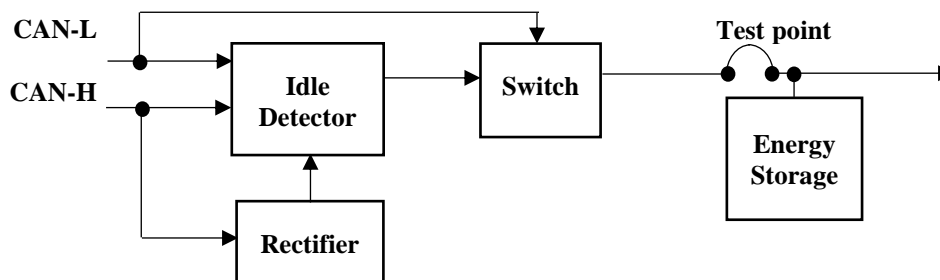 CAN-L
CAN-H
Idle
Detector
Rectifier
Switch
Test point
Energy
Storage